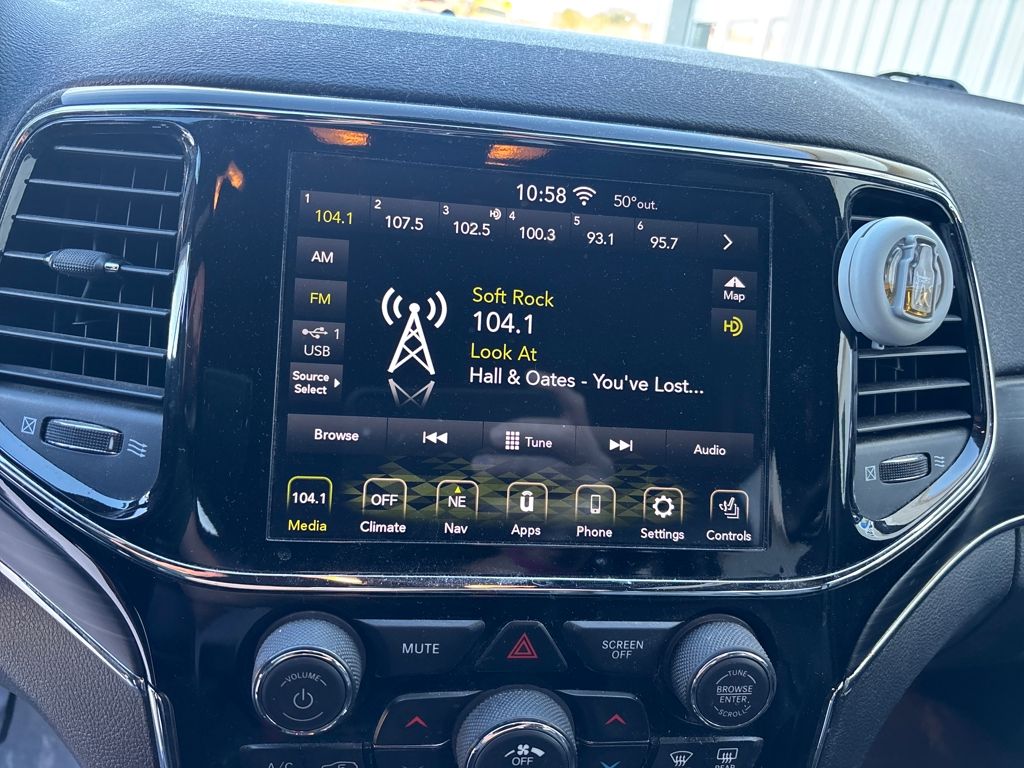 10:58 50°out.
1 104.1 2 107.5 3 102.5 HD 4 100.3 5 93.1 6 95.7
AM
FM
1
USB
Source
Select
Soft Rock
104.1
Look At
Hall & Oates - You've Lost...
Map
HD
Browse Tune Audio
104.1 OFF NE u
Media Climate Nav Apps Phone Settings Controls
VOLUME
MUTE
SCREEN
OFF
TUNE
BROWSE
ENTER
SCROLL
OFF
A/C
REAR